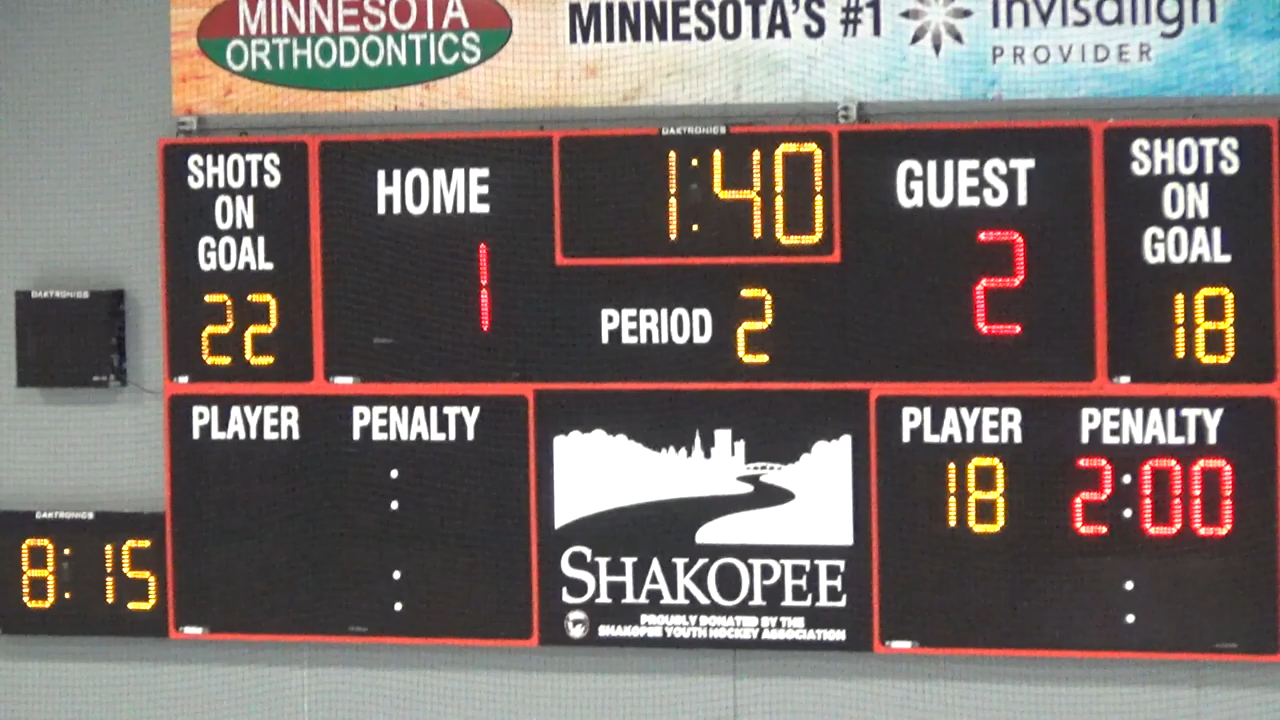 MINNESOTA
ORTHODONTICS
MINNESOTA'S #1
invisalign
PROVIDER
DAKTRONICS
SHOTS
ON
GOAL
22
HOME
1
1:40
PERIOD 2
GUEST
2
SHOTS
ON
GOAL
18
DAKTRONICS
PLAYER PENALTY
:
:
SHAKOPEE
PROUDLY DONATED BY THE
SHAKOPEE YOUTH HOCKEY ASSOCIATION
PLAYER PENALTY
18 2:00
:
DAKTRONICS
8:15